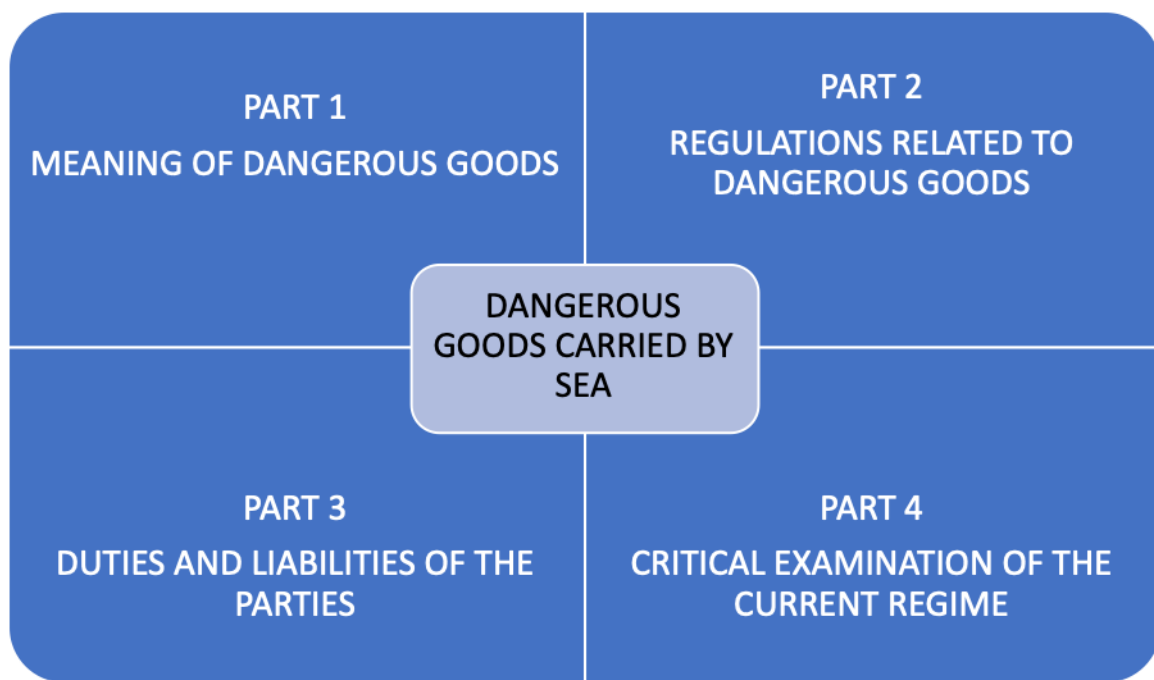 PART 1
MEANING OF DANGEROUS GOODS
PART 2
REGULATIONS RELATED TO
DANGEROUS GOODS
DANGEROUS
GOODS CARRIED BY
SEA
PART 3
DUTIES AND LIABILITIES OF THE
PARTIES
PART 4
CRITICAL EXAMINATION OF THE
CURRENT REGIME